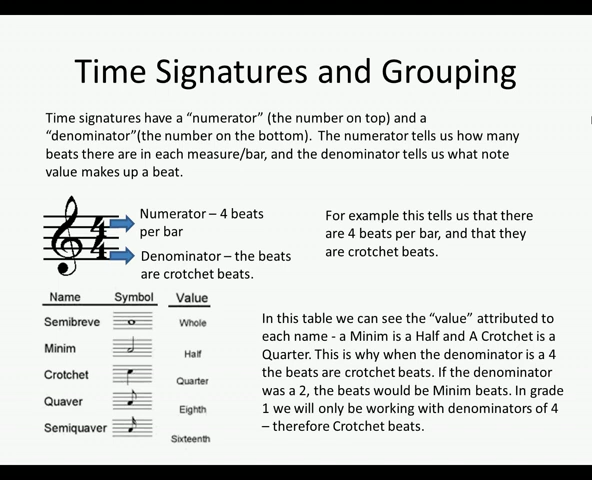 Time Signatures and Grouping
Time signatures have a “numerator” (the number on top) and a
“denominator”(the number on the bottom). The numerator tells us how many
beats there are in each measure/bar, and the denominator tells us what note
value makes up a beat.
4
4
Numerator – 4 beats
per bar
Denominator – the beats
are crotchet beats.
For example this tells us that there
are 4 beats per bar, and that they
are crotchet beats.
Name Symbol Value
Semibreve Whole
Minim Half
Crotchet Quarter
Quaver Eighth
Semiquaver Sixteenth
In this table we can see the “value” attributed to
each name - a Minim is a Half and A Crotchet is a
Quarter. This is why when the denominator is a 4
the beats are crotchet beats. If the denominator
was a 2, the beats would be Minim beats. In grade
1 we will only be working with denominators of 4
– therefore Crotchet beats.